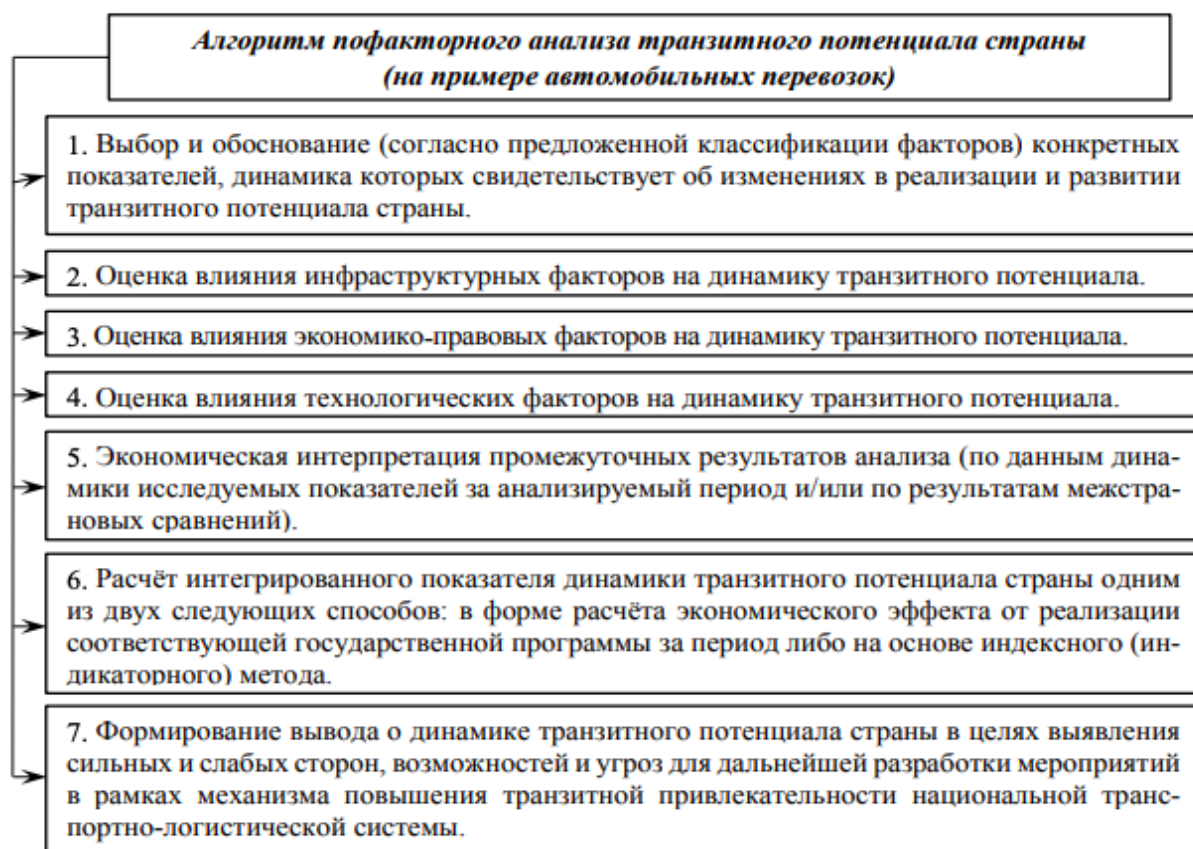 Алгоритм пофакторного анализа транзитного потенциала страны
(на примере автомобильных перевозок)
1. Выбор и обоснование (согласно предложенной классификации факторов) конкретных
показателей, динамика которых свидетельствует об изменениях в реализации и развитии
транзитного потенциала страны.
2. Оценка влияния инфраструктурных факторов на динамику транзитного потенциала.
3. Оценка влияния экономико-правовых факторов на динамику транзитного потенциала.
4. Оценка влияния технологических факторов на динамику транзитного потенциала.
5. Экономическая интерпретация промежуточных результатов анализа (по данным дина-
мики исследуемых показателей за анализируемый период и/или по результатам межстра-
новых сравнений).
6. Расчёт интегрированного показателя динамики транзитного потенциала страны одним
из двух следующих способов: в форме расчёта экономического эффекта от реализации
соответствующей государственной программы за период либо на основе индексного (ин-
дикаторного) метода.
7. Формирование вывода о динамике транзитного потенциала страны в целях выявления
сильных и слабых сторон, возможностей и угроз для дальнейшей разработки мероприятий
в рамках механизма повышения транзитной привлекательности национальной транс-
портно-логистической системы.